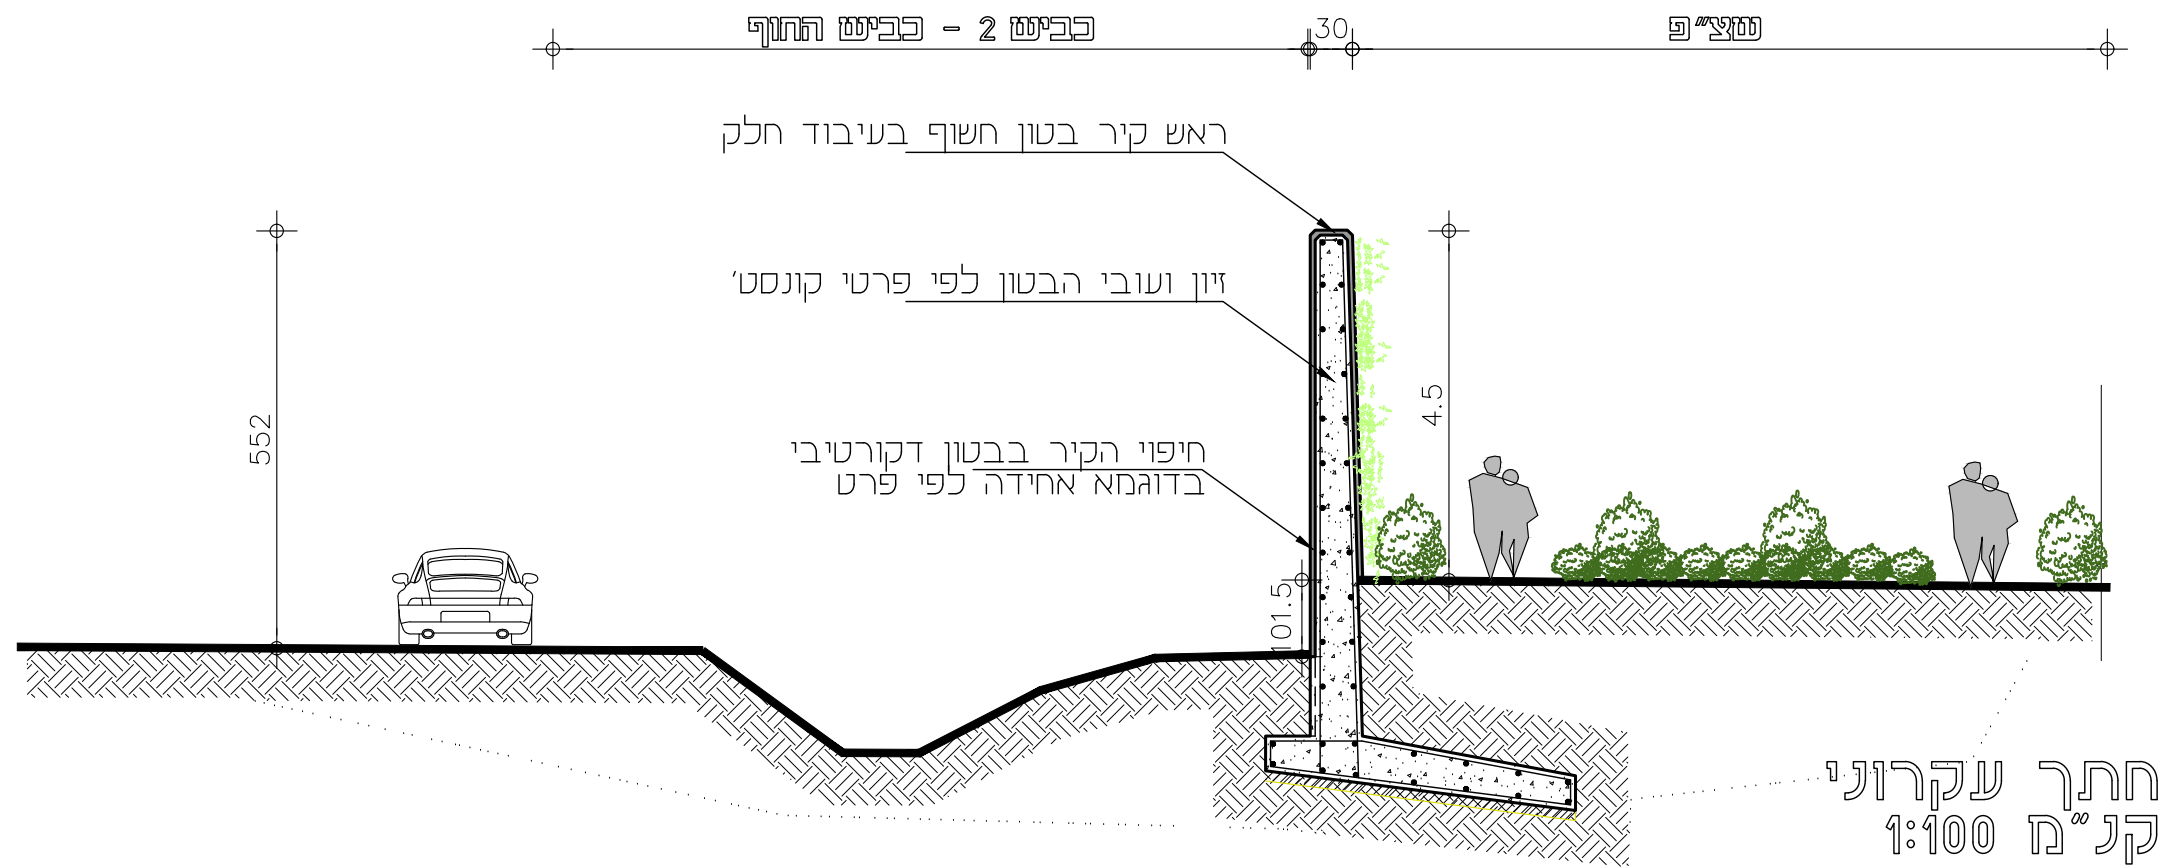 שצ״פ
30
כביש 2 - כביש החוף
ראש קיר בטון חשוף בעיבוד חלק
זיון ועובי הבטון לפי פרטי קונסט'
חיפוי הקיר בבטון דקורטיבי
בדוגמא אחידה לפי פרט
4.5
552
101.5
חתך עקרוני
קנ״מ 1:100